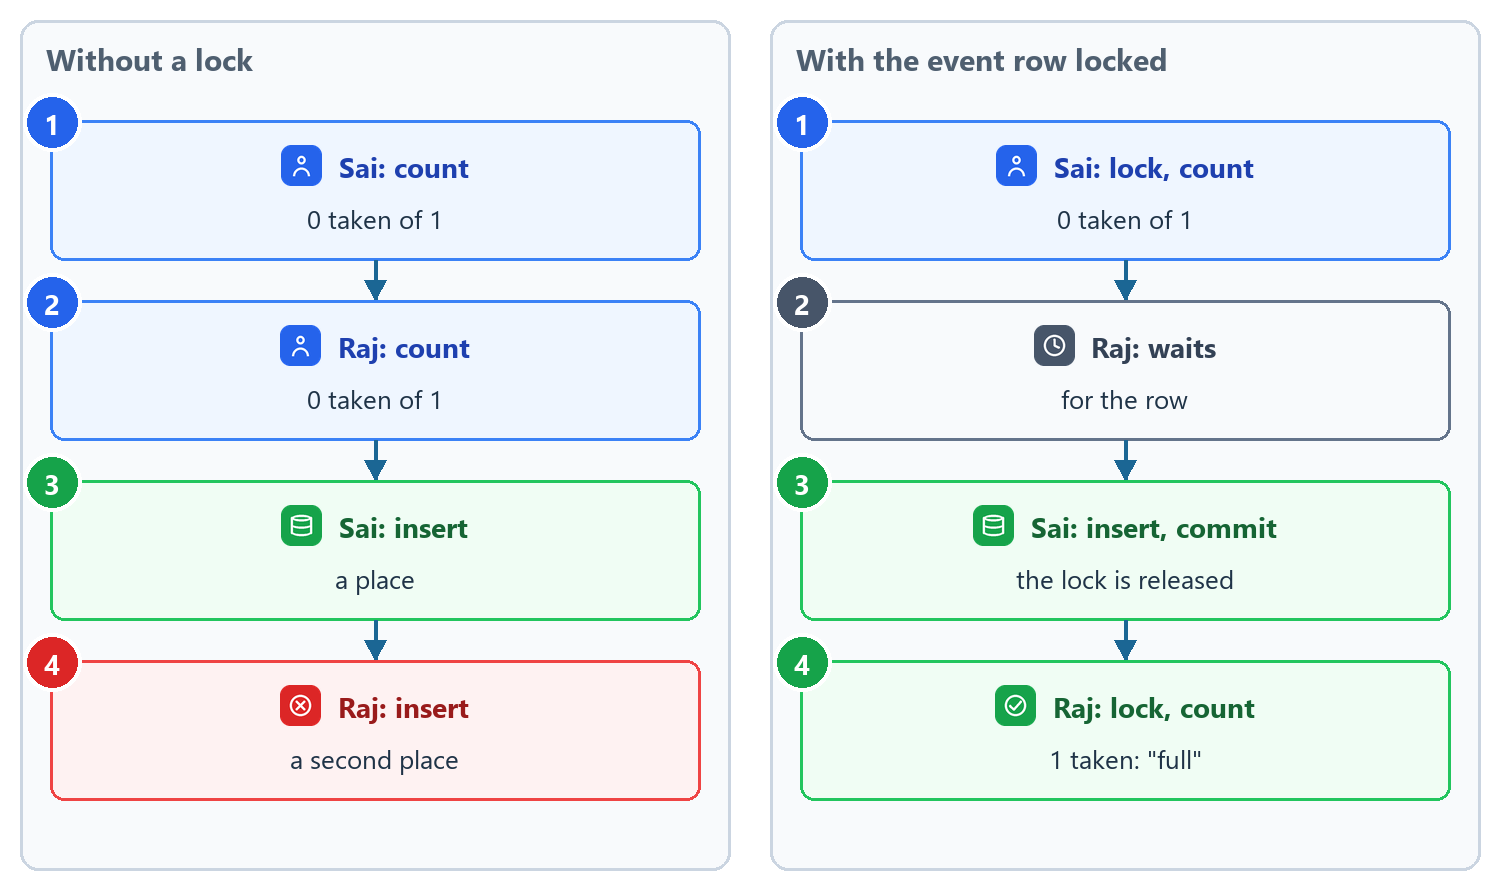 Without a lock
1
Sai: count
0 taken of 1
2
Raj: count
0 taken of 1
3
Sai: insert
a place
4
Raj: insert
a second place
With the event row locked
1
Sai: lock, count
0 taken of 1
2
Raj: waits
for the row
3
Sai: insert, commit
the lock is released
4
Raj: lock, count
1 taken: "full"